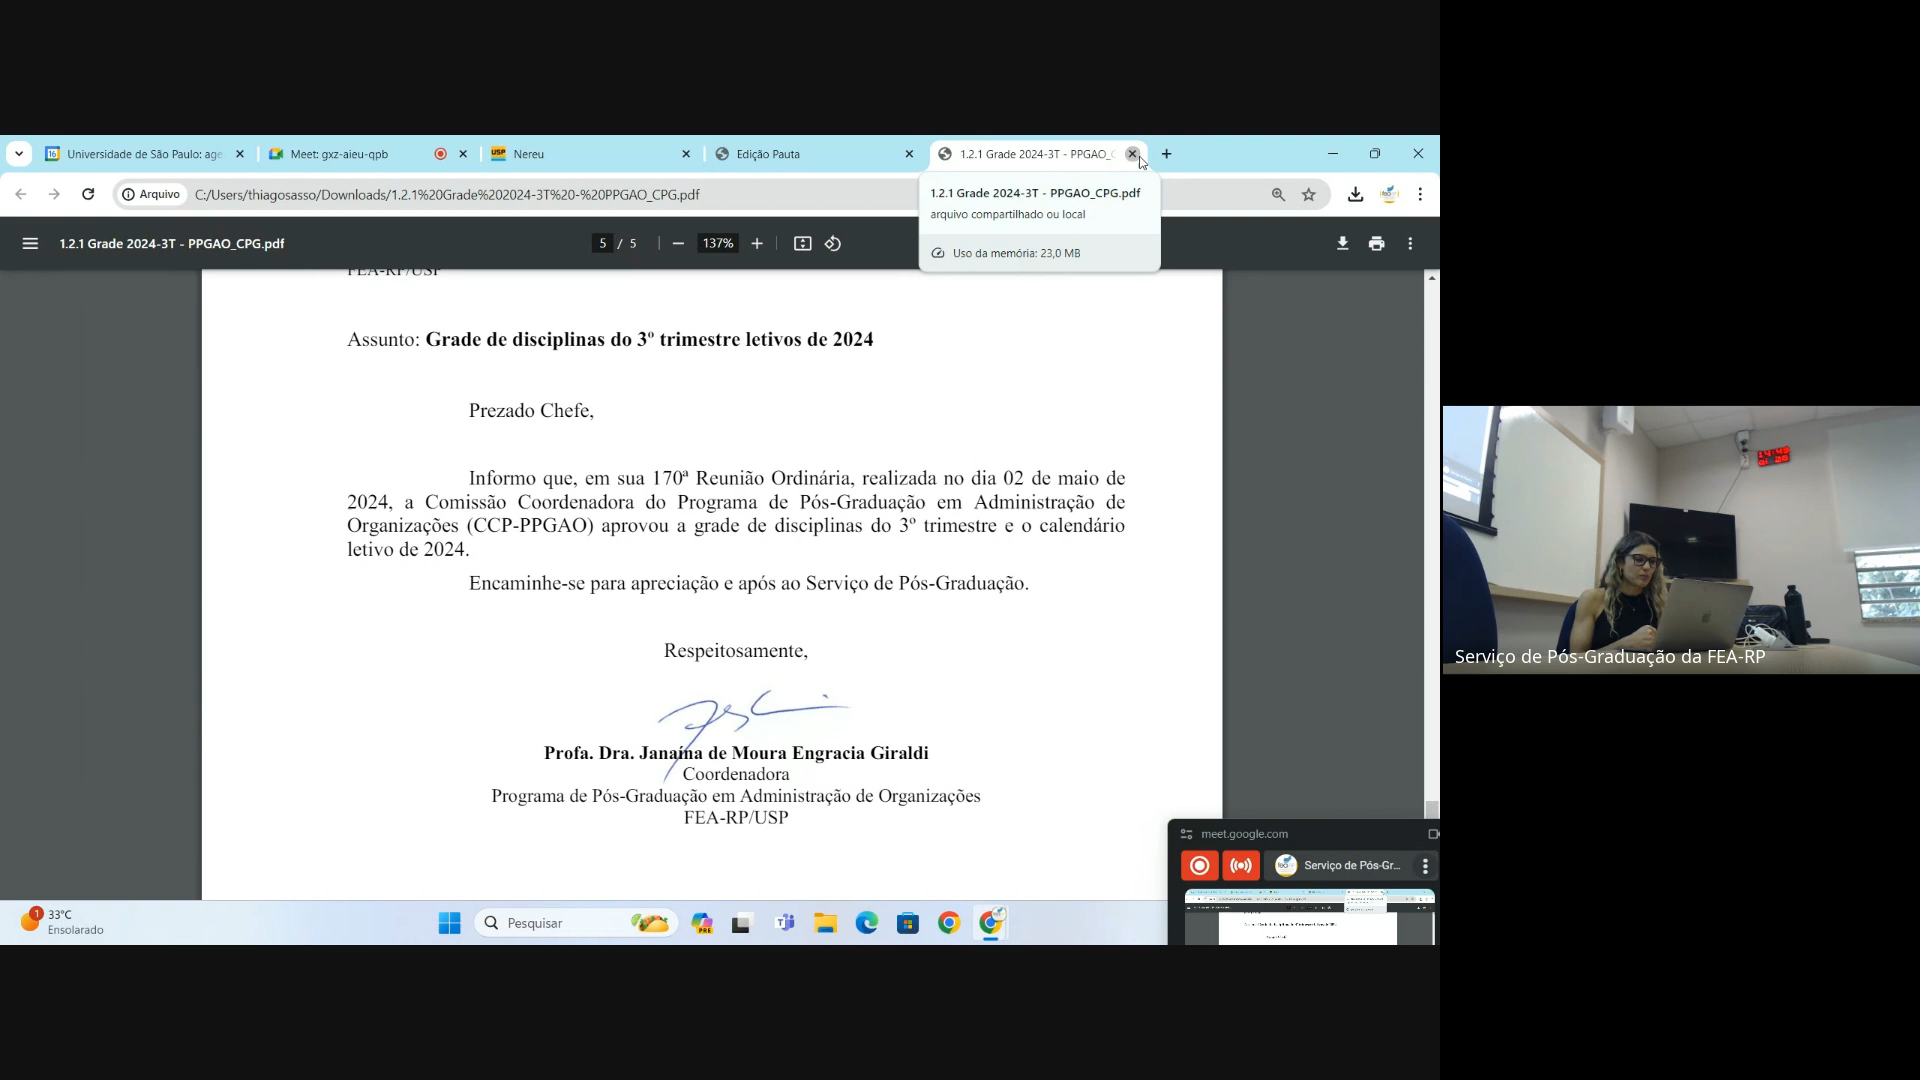 16 Universidade de São Paulo: age
Meet: gxz-aieu-qpb
USP Nereu
Edição Pauta
1.2.1 Grade 2024-3T - PPGAO_C
Arquivo C:/Users/thiagosasso/Downloads/1.2.1%20Grade%202024-3T%20-%20PPGAO_CPG.pdf
1.2.1 Grade 2024-3T - PPGAO_CPG.pdf
arquivo compartilhado ou local
Uso da memória: 23,0 MB
1.2.1 Grade 2024-3T - PPGAO_CPG.pdf
5 / 5
137%
FEA-RP/USP
Assunto: Grade de disciplinas do 3º trimestre letivos de 2024
Prezado Chefe,
Informo que, em sua 170ª Reunião Ordinária, realizada no dia 02 de maio de
2024, a Comissão Coordenadora do Programa de Pós-Graduação em Administração de
Organizações (CCP-PPGAO) aprovou a grade de disciplinas do 3º trimestre e o calendário
letivo de 2024.
Encaminhe-se para apreciação e após ao Serviço de Pós-Graduação.
Respeitosamente,
Profa. Dra. Janaína de Moura Engracia Giraldi
Coordenadora
Programa de Pós-Graduação em Administração de Organizações
FEA-RP/USP
meet.google.com
Serviço de Pós-Gr...
1
33°C
Ensolarado
Pesquisar
PRE
Serviço de Pós-Graduação da FEA-RP